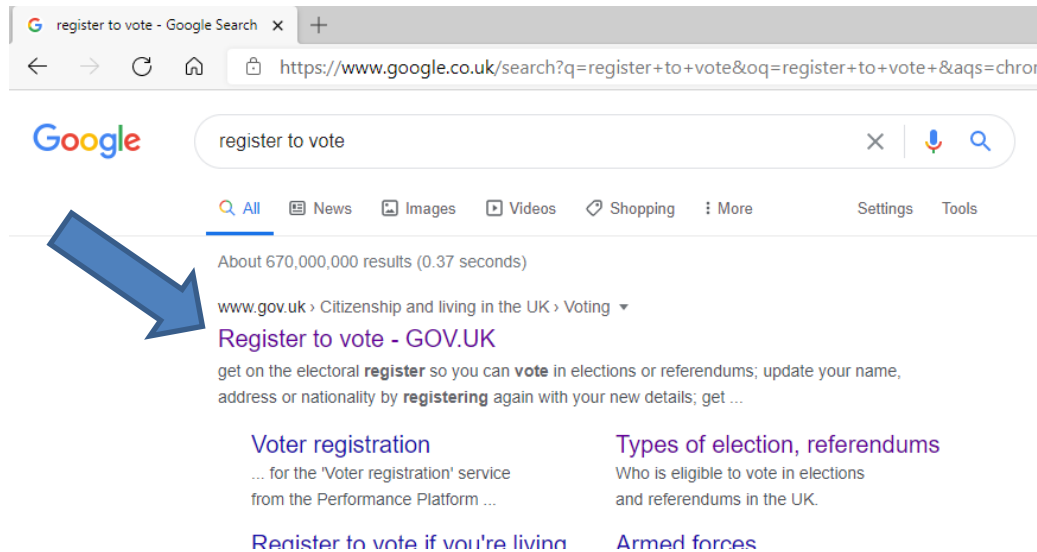 register to vote - Google Search
https://www.google.co.uk/search?q=register+to+vote&oq=register+to+vote+&aqs=chror
Google
register to vote
All News Images Videos Shopping More Settings Tools
About 670,000,000 results (0.37 seconds)
www.gov.uk › Citizenship and living in the UK › Voting
Register to vote - GOV.UK
get on the electoral register so you can vote in elections or referendums; update your name,
address or nationality by registering again with your new details; get ...
Voter registration
... for the 'Voter registration' service
from the Performance Platform ...
Types of election, referendums
Who is eligible to vote in elections
and referendums in the UK.
Register to vote if you're living
Armed forces